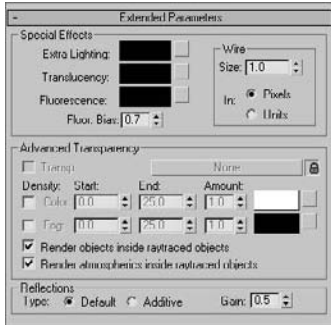 - Extended Parameters
Special Effects
Extra Lighting:
Translucency:
Fluorescence:
Fluor. Bias: 0.7
Wire
Size: 1.0
In: Pixels
Units
Advanced Transparency
Transp None
Density: Start: End: Amount:
Color 0.0 25.0 1.0
Fog: 0.0 25.0 1.0
Render objects inside raytraced objects
Render atmospherics inside raytraced objects
Reflections
Type: Default Additive Gain: 0.5